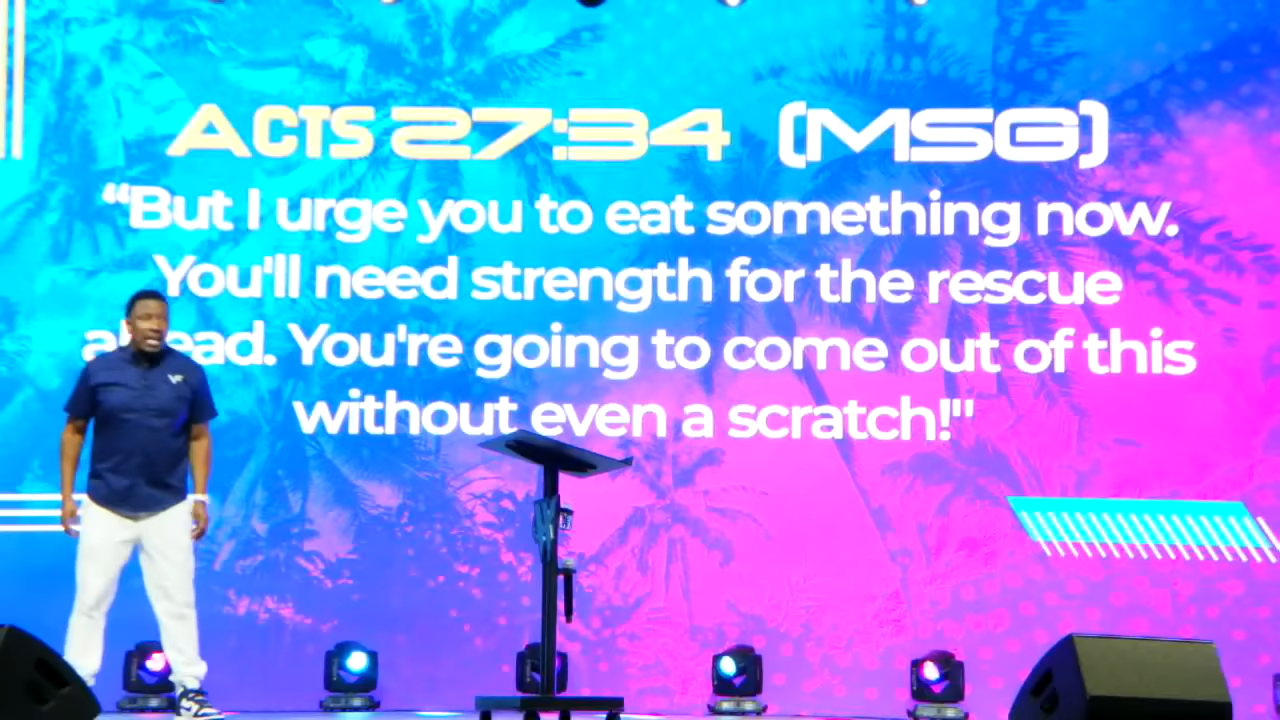 ACTS 27:34 (MSG)
“But I urge you to eat something now.
You'll need strength for the rescue
ahead. You're going to come out of this
without even a scratch!"